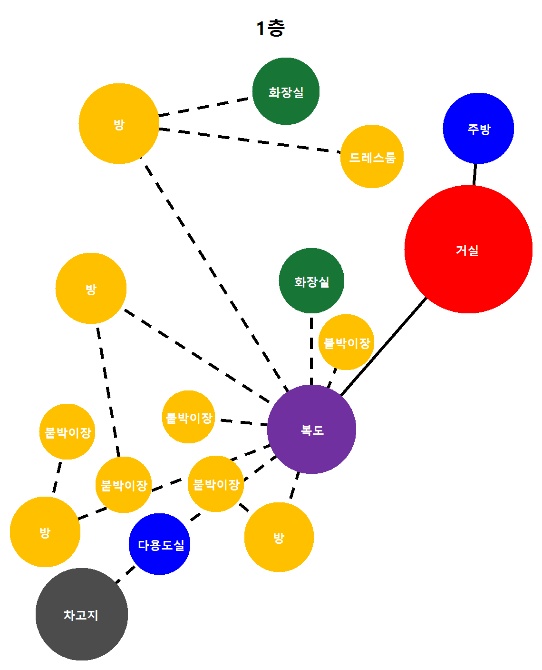 1층
화장실
방
주방
드레스룸
거실
화장실
방
붙박이장
붙박이장
복도
붙박이장
붙박이장
붙박이장
방
방
다용도실
차고지